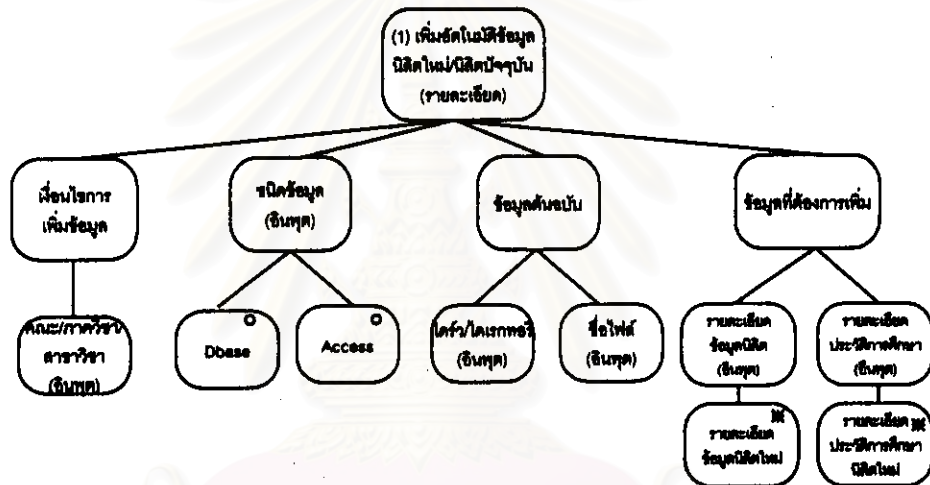 (1) เพิ่มอัตโนมัติข้อมูล
นิสิตใหม่/นิสิตปัจจุบัน
(รายละเอียด)
เงื่อนไขการ
เพิ่มข้อมูล
ชนิดข้อมูล
(อินพุต)
ข้อมูลต้นฉบับ
ข้อมูลที่ต้องการเพิ่ม
คณะ/ภาควิชา
สาขาวิชา
(อินพุต)
Dbase
Access
ไดร์ว/ไดเรกทอรี
(อินพุต)
ชื่อไฟล์
(อินพุต)
รายละเอียด
ข้อมูลนิสิต
(อินพุต)
รายละเอียด
ประวัติการศึกษา
(อินพุต)
รายละเอียด
ข้อมูลนิสิตใหม่
รายละเอียด
ประวัติการศึกษา
นิสิตใหม่